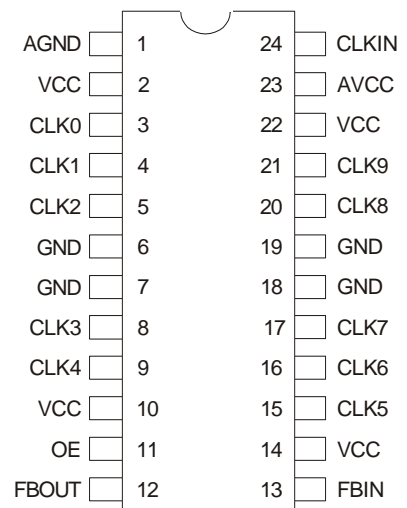 AGND 1 24 CLKIN
VCC 2 23 AVCC
CLK0 3 22 VCC
CLK1 4 21 CLK9
CLK2 5 20 CLK8
GND 6 19 GND
GND 7 18 GND
CLK3 8 17 CLK7
CLK4 9 16 CLK6
VCC 10 15 CLK5
OE 11 14 VCC
FBOUT 12 13 FBIN